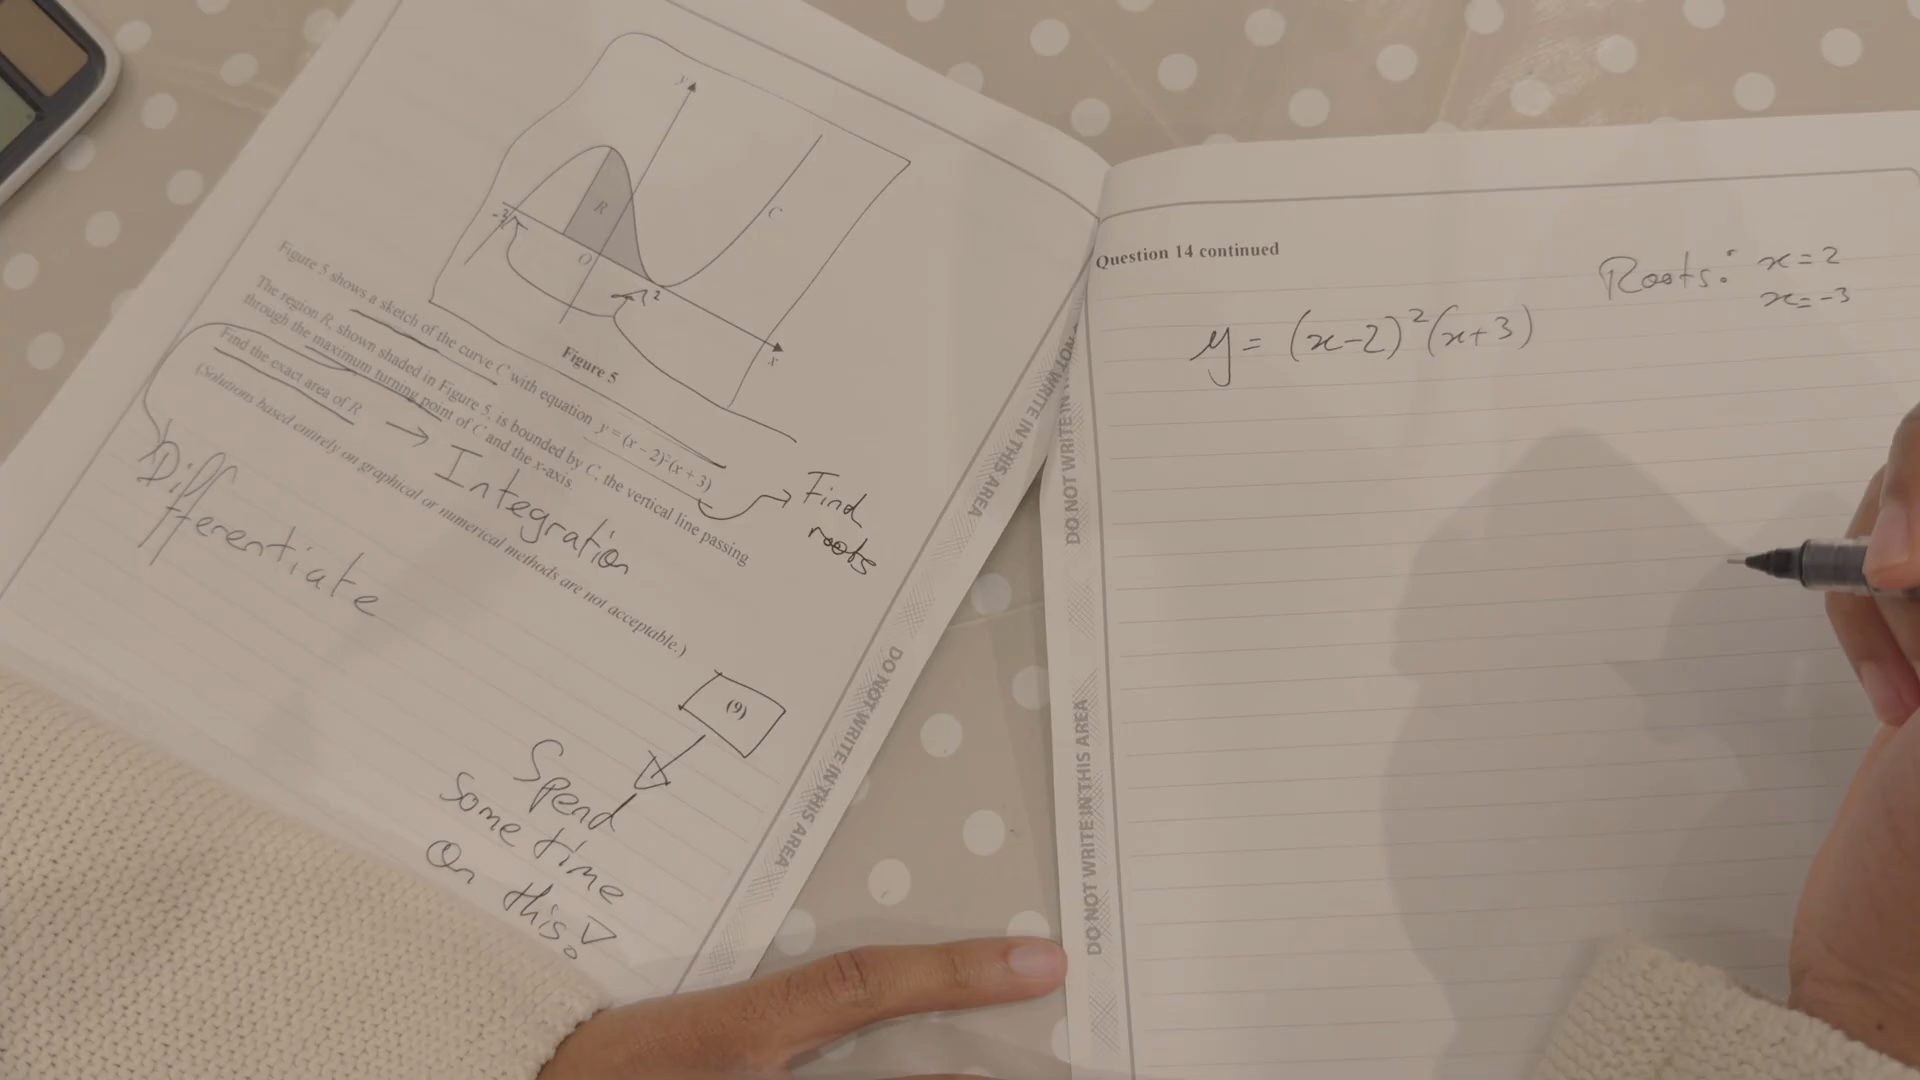 y
R
C
O
2
x
Figure 5
Figure 5 shows a sketch of the curve C with equation y = (x − 2)²(x + 3)
The region R, shown shaded in Figure 5, is bounded by C, the vertical line passing
through the maximum turning point of C and the x-axis.
Find the exact area of R.
(Solutions based entirely on graphical or numerical methods are not acceptable.)
→ Integration
→ Find
roots
Differentiate
(9)
Spend
some time
on this
DO NOT WRITE IN THIS AREA
DO NOT WRITE IN THIS AREA
Question 14 continued
Roots: x = 2
x = -3
y = (x-2)²(x+3)
DO NOT WRITE IN
DO NOT WRITE IN THIS AREA